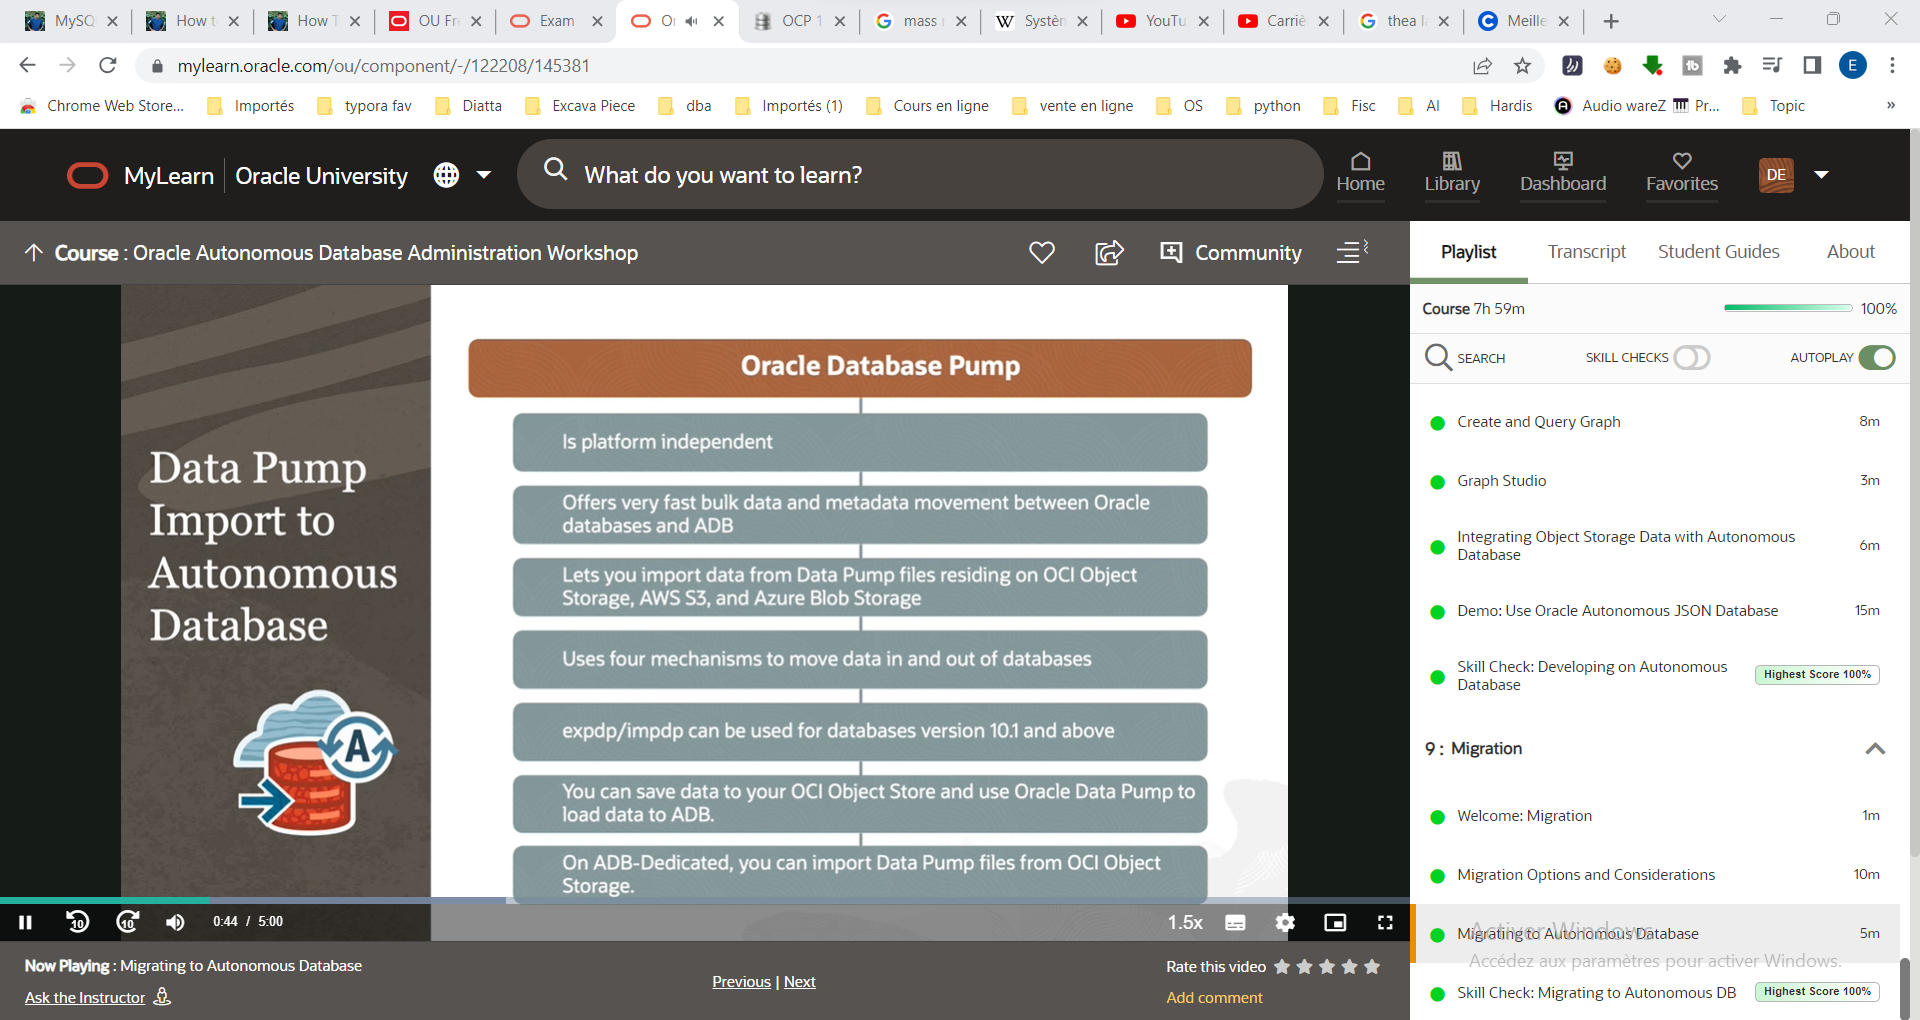 MySQ
How t
How T
OU Fr
Exam
Or
OCP 1
mass
Systèn
YouTu
Carriè
thea l
Meille
mylearn.oracle.com/ou/component/-/122208/145381
E
Chrome Web Store...
Importés
typora fav
Diatta
Excava Piece
dba
Importés (1)
Cours en ligne
vente en ligne
OS
python
Fisc
AI
Hardis
Audio wareZ
Pr...
Topic
»
MyLearn
Oracle University
What do you want to learn?
Home
Library
Dashboard
Favorites
DE
Course : Oracle Autonomous Database Administration Workshop
Community
Playlist
Transcript
Student Guides
About
Course 7h 59m
100%
SEARCH
SKILL CHECKS
AUTOPLAY
Data Pump
Import to
Autonomous
Database
A
Oracle Database Pump
Is platform independent
Offers very fast bulk data and metadata movement between Oracle
databases and ADB
Lets you import data from Data Pump files residing on OCI Object
Storage, AWS S3, and Azure Blob Storage
Uses four mechanisms to move data in and out of databases
expdp/impdp can be used for databases version 10.1 and above
You can save data to your OCI Object Store and use Oracle Data Pump to
load data to ADB.
On ADB-Dedicated, you can import Data Pump files from OCI Object
Storage.
10
10
0:44 / 5:00
1.5x
Now Playing : Migrating to Autonomous Database
Ask the Instructor
Previous | Next
Rate this video
Add comment
Create and Query Graph
8m
Graph Studio
3m
Integrating Object Storage Data with Autonomous
Database
6m
Demo: Use Oracle Autonomous JSON Database
15m
Skill Check: Developing on Autonomous
Database
Highest Score 100%
9 : Migration
Welcome: Migration
1m
Migration Options and Considerations
10m
Migrating to Autonomous Database
5m
Activer Windows
Accédez aux paramètres pour activer Windows.
Skill Check: Migrating to Autonomous DB
Highest Score 100%